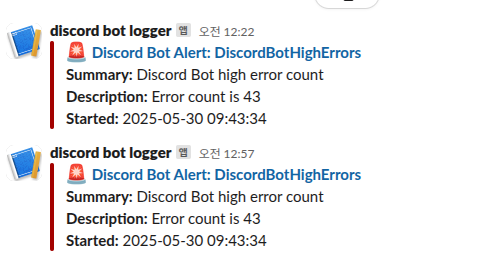 discord bot logger 앱 오전 12:22
Discord Bot Alert: DiscordBotHighErrors
Summary: Discord Bot high error count
Description: Error count is 43
Started: 2025-05-30 09:43:34
discord bot logger 앱 오전 12:57
Discord Bot Alert: DiscordBotHighErrors
Summary: Discord Bot high error count
Description: Error count is 43
Started: 2025-05-30 09:43:34